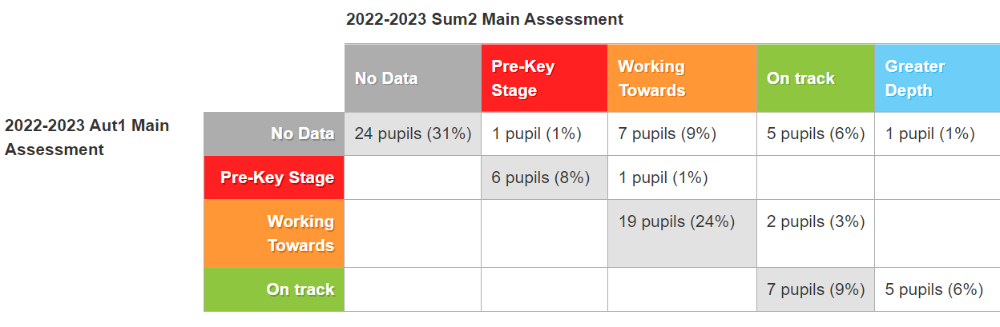 2022-2023 Sum2 Main Assessment
No Data
Pre-Key
Stage
Working
Towards
On track
Greater
Depth
2022-2023 Aut1 Main
Assessment
No Data 24 pupils (31%) 1 pupil (1%) 7 pupils (9%) 5 pupils (6%) 1 pupil (1%)
Pre-Key Stage 6 pupils (8%) 1 pupil (1%)
Working
Towards
19 pupils (24%) 2 pupils (3%)
On track 7 pupils (9%) 5 pupils (6%)